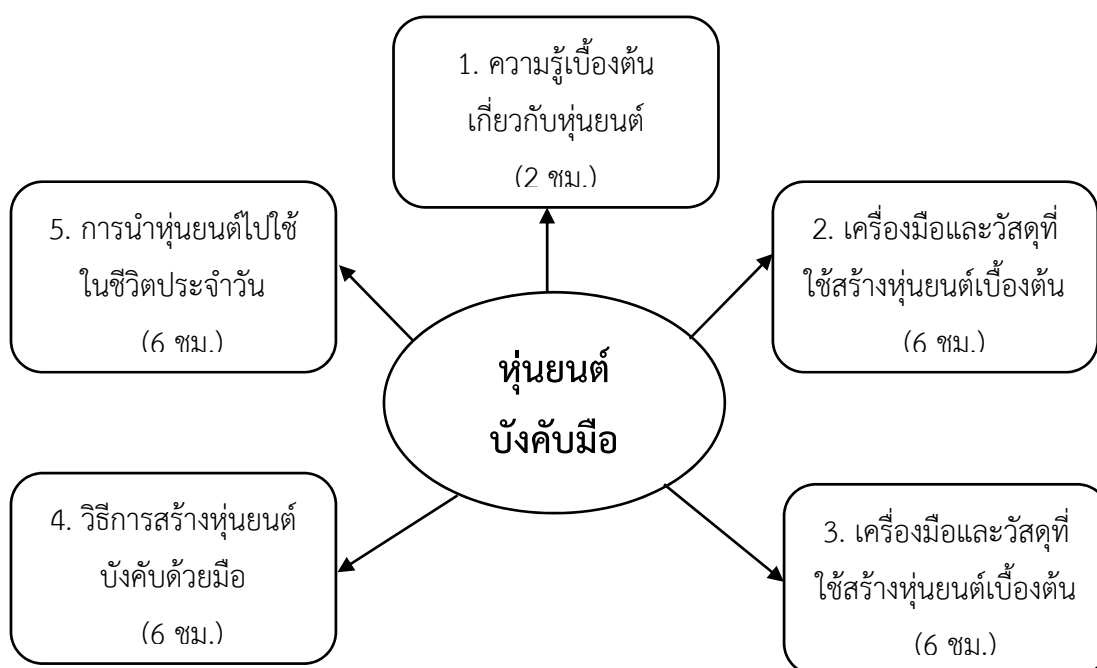 1. ความรู้เบื้องต้น
เกี่ยวกับหุ่นยนต์
(2 ชม.)
2. เครื่องมือและวัสดุที่
ใช้สร้างหุ่นยนต์เบื้องต้น
(6 ชม.)
3. เครื่องมือและวัสดุที่
ใช้สร้างหุ่นยนต์เบื้องต้น
(6 ชม.)
4. วิธีการสร้างหุ่นยนต์
บังคับด้วยมือ
(6 ชม.)
5. การนำหุ่นยนต์ไปใช้
ในชีวิตประจำวัน
(6 ชม.)
หุ่นยนต์
บังคับมือ